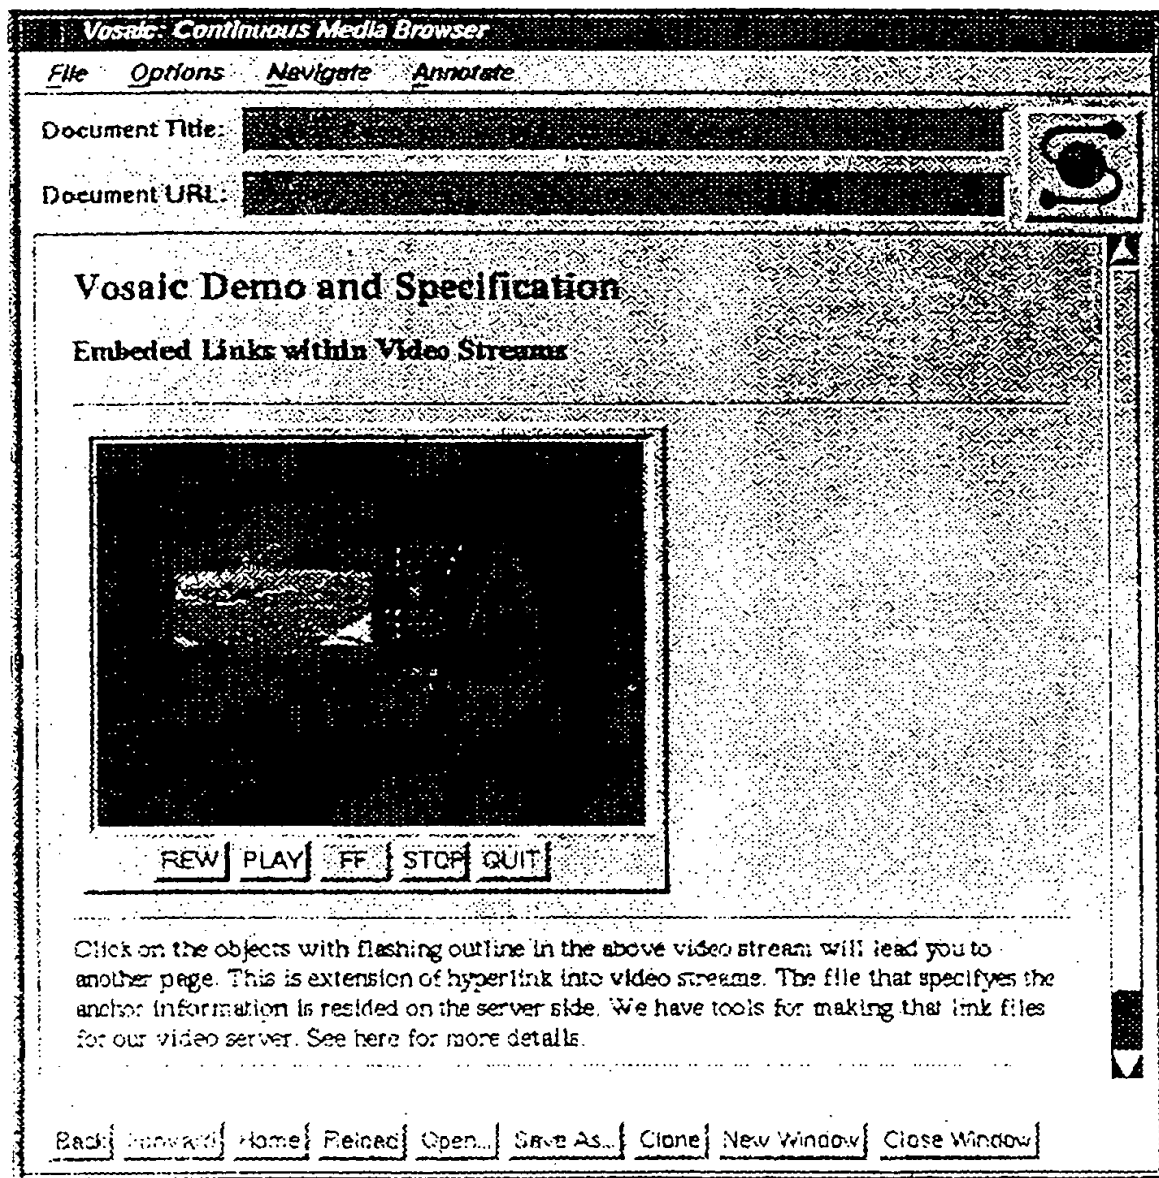 Vosaic: Continuous Media Browser
File Options Navigate Annotate
Document Title:
Document URL:
Vosaic Demo and Specification
Embeded Links within Video Streams
REW PLAY FF STOP QUIT
Click on the objects with flashing outline in the above video stream will lead you to
another page. This is extension of hyperlink into video streams. The file that specifyes the
anchor information is resided on the server side. We have tools for making that link files
for our video server. See here for more details.
Back Forward Home Reload Open... Save As... Clone New Window Close Window